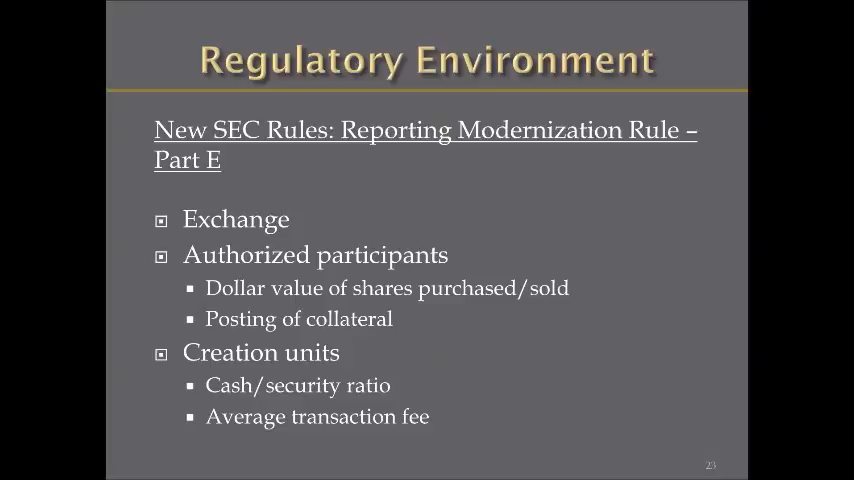 Regulatory Environment
New SEC Rules: Reporting Modernization Rule –
Part E
Exchange
Authorized participants
Dollar value of shares purchased/sold
Posting of collateral
Creation units
Cash/security ratio
Average transaction fee
23